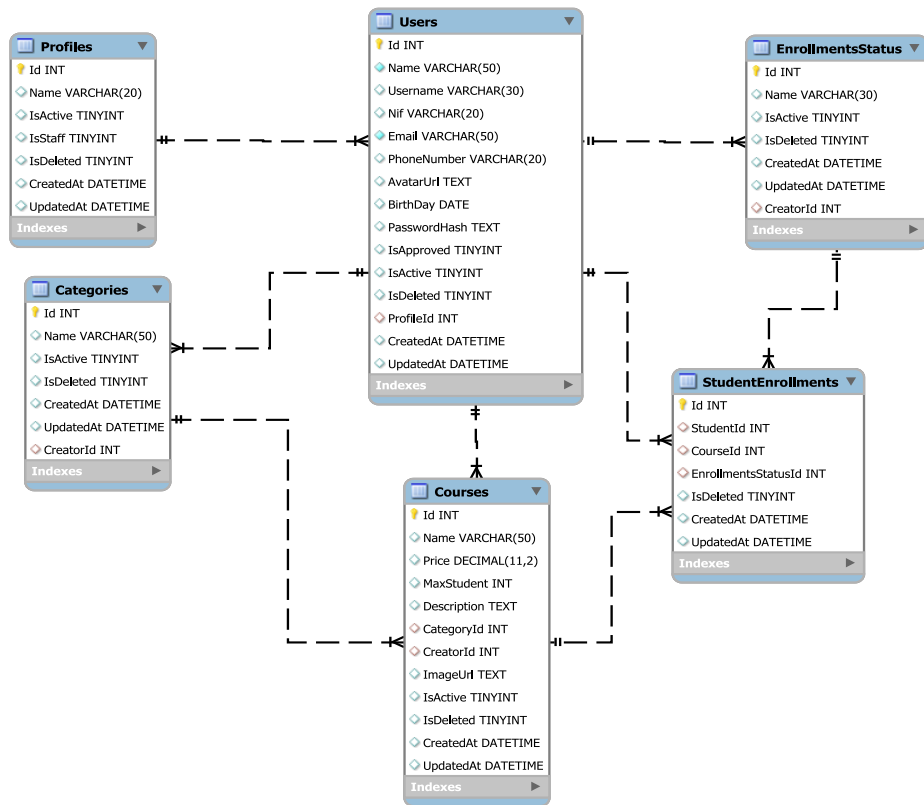 Profiles
Id INT
Name VARCHAR(20)
IsActive TINYINT
IsStaff TINYINT
IsDeleted TINYINT
CreatedAt DATETIME
UpdatedAt DATETIME
Indexes
Users
Id INT
Name VARCHAR(50)
Username VARCHAR(30)
Nif VARCHAR(20)
Email VARCHAR(50)
PhoneNumber VARCHAR(20)
AvatarUrl TEXT
BirthDay DATE
PasswordHash TEXT
IsApproved TINYINT
IsActive TINYINT
IsDeleted TINYINT
ProfileId INT
CreatedAt DATETIME
UpdatedAt DATETIME
Indexes
EnrollmentsStatus
Id INT
Name VARCHAR(30)
IsActive TINYINT
IsDeleted TINYINT
CreatedAt DATETIME
UpdatedAt DATETIME
CreatorId INT
Indexes
Categories
Id INT
Name VARCHAR(50)
IsActive TINYINT
IsDeleted TINYINT
CreatedAt DATETIME
UpdatedAt DATETIME
CreatorId INT
Indexes
StudentEnrollments
Id INT
StudentId INT
CourseId INT
EnrollmentsStatusId INT
IsDeleted TINYINT
CreatedAt DATETIME
UpdatedAt DATETIME
Indexes
Courses
Id INT
Name VARCHAR(50)
Price DECIMAL(11,2)
MaxStudent INT
Description TEXT
CategoryId INT
CreatorId INT
ImageUrl TEXT
IsActive TINYINT
IsDeleted TINYINT
CreatedAt DATETIME
UpdatedAt DATETIME
Indexes